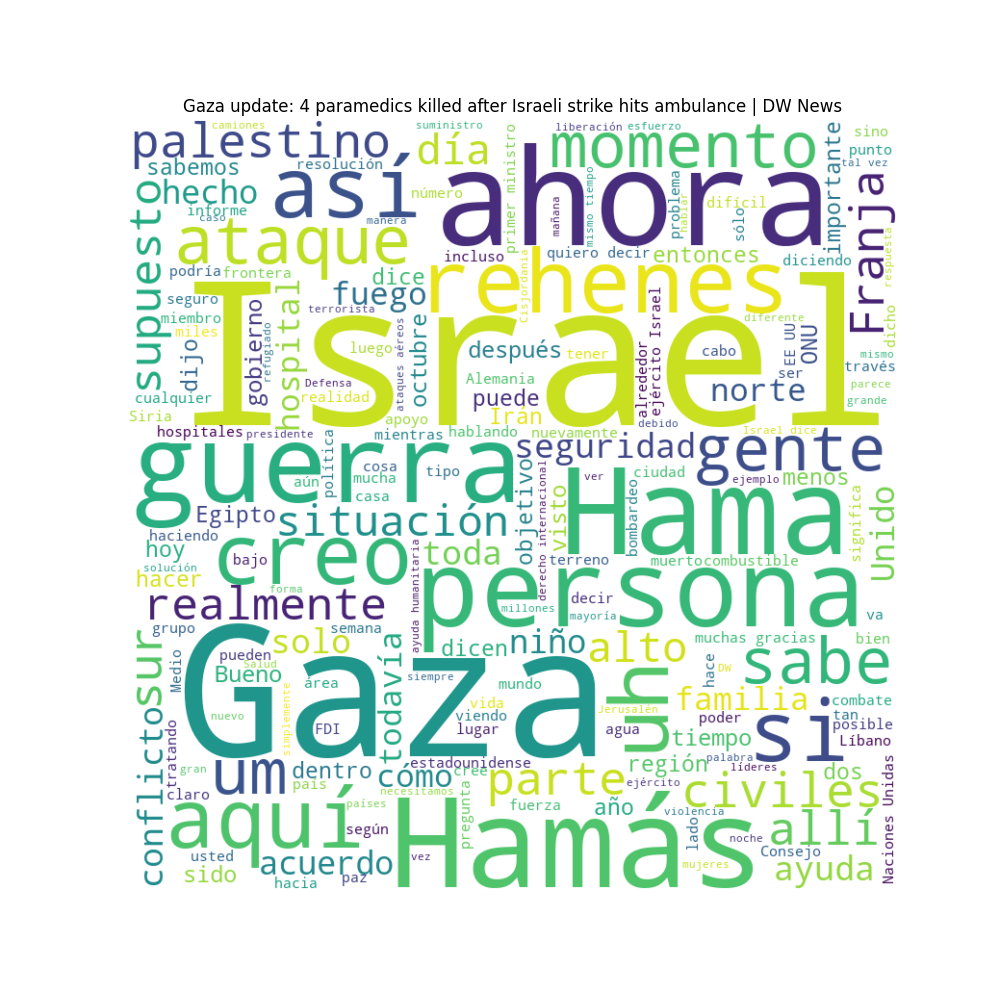 Gaza update: 4 paramedics killed after Israeli strike hits ambulance | DW News
camiones
suministro
liberación
esfuerzo
palestino
día
momento
sino
punto
tal vez
sabemos
resolución
hecho
así
número
primer ministro
mañana
mismo tiempo
problema
hablar
difícil
sólo
importante
informe
caso
manera
ahora
Franja
respuesta
supuesto
ataque
incluso
quiero decir
entonces
diciendo
podría
frontera
dice
rehenes
Cisjordania
seguro
miembro
miles
terrorista
fuego
diferente
dicho
dijo
gobierno
refugiado
hospital
Israel
luego
ataques aéreos
octubre
después
tener
alrededor
ejército Israel
cabo
EE UU
ONU
mismo
través
cualquier
Defensa
realidad
Alemania
puede
norte
ser
parece
grande
Siria
apoyo
Irán
debido
hospitales
presidente
mientras
hablando
nuevamente
Israel dice
guerra
política
cosa
mucha
tipo
seguridad
gente
aún
casa
objetivo
derecho internacional
visto
ver
ciudad
ejemplo
menos
Egipto
situación
Hama
bombardeo
significa
Unido
haciendo
hoy
bajo
creo
toda
terreno
muerto
combustible
solución
hacer
forma
ayuda humanitaria
persona
decir
realmente
millones
mayoría
va
grupo
semana
sur
solo
dicen
niño
alto
muchas gracias
bien
Medio
pueden
Salud
todavía
siempre
sabe
Bueno
área
mundo
hace
DW
Gaza
un
familia
combate
nuevo
simplemente
vida
viendo
Jerusalén
poder
si
tan
posible
FDI
lugar
agua
tiempo
Líbano
conflicto
tratando
um
estadounidense
región
palabra
líderes
gran
dentro
cómo
cree
parte
ejército
dos
claro
país
necesitamos
civiles
Naciones Unidas
aquí
países
pregunta
fuerza
año
violencia
según
Hamás
lado
noche
allí
usted
acuerdo
vez
Consejo
sido
hacia
paz
mujeres
ayuda